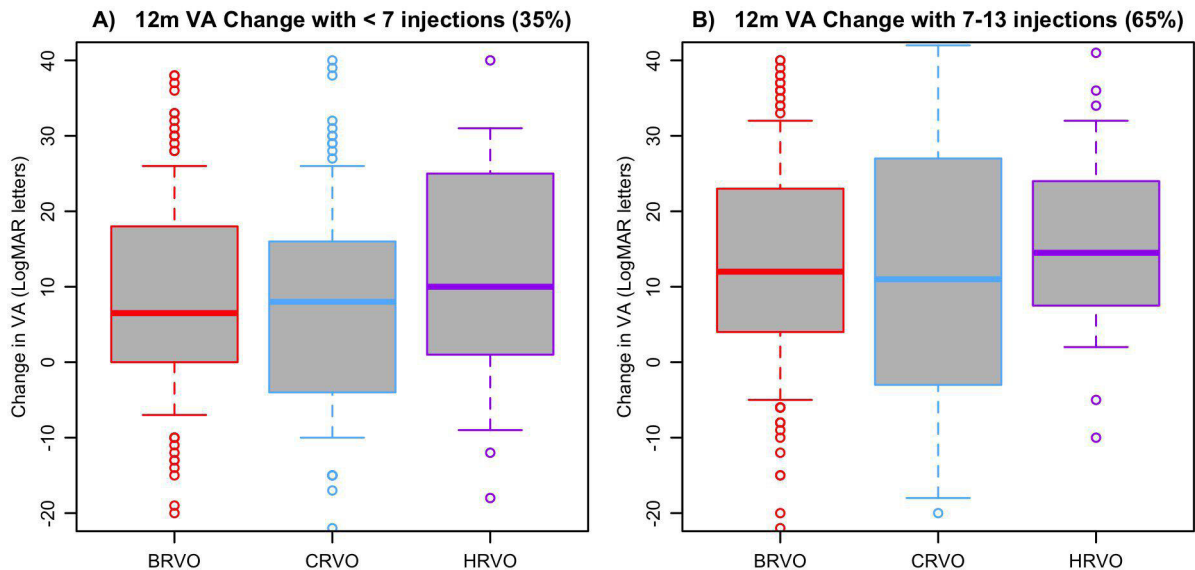 A) 12m VA Change with < 7 injections (35%)
Change in VA (LogMAR letters)
40
30
20
10
0
-10
-20
BRVO CRVO HRVO
B) 12m VA Change with 7-13 injections (65%)
Change in VA (LogMAR letters)
40
30
20
10
0
-10
-20
BRVO CRVO HRVO